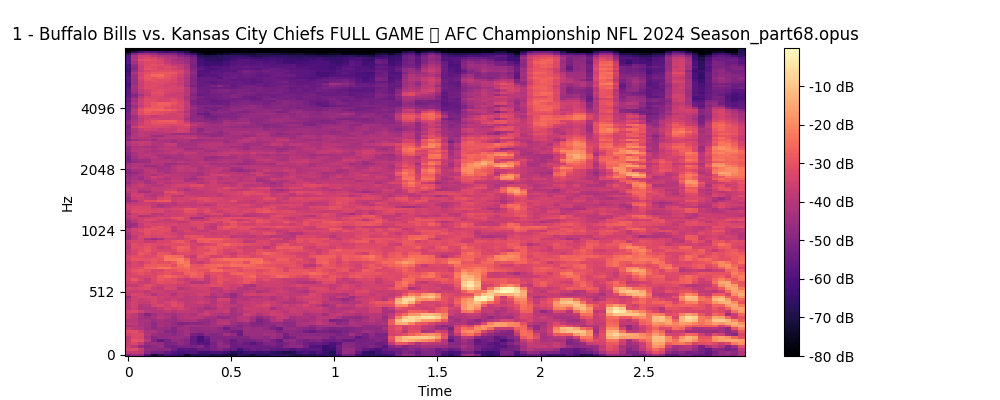 1 - Buffalo Bills vs. Kansas City Chiefs FULL GAME ▯ AFC Championship NFL 2024 Season_part68.opus
Hz
4096
2048
1024
512
0
0
0.5
1
1.5
2
2.5
Time
-10 dB
-20 dB
-30 dB
-40 dB
-50 dB
-60 dB
-70 dB
-80 dB